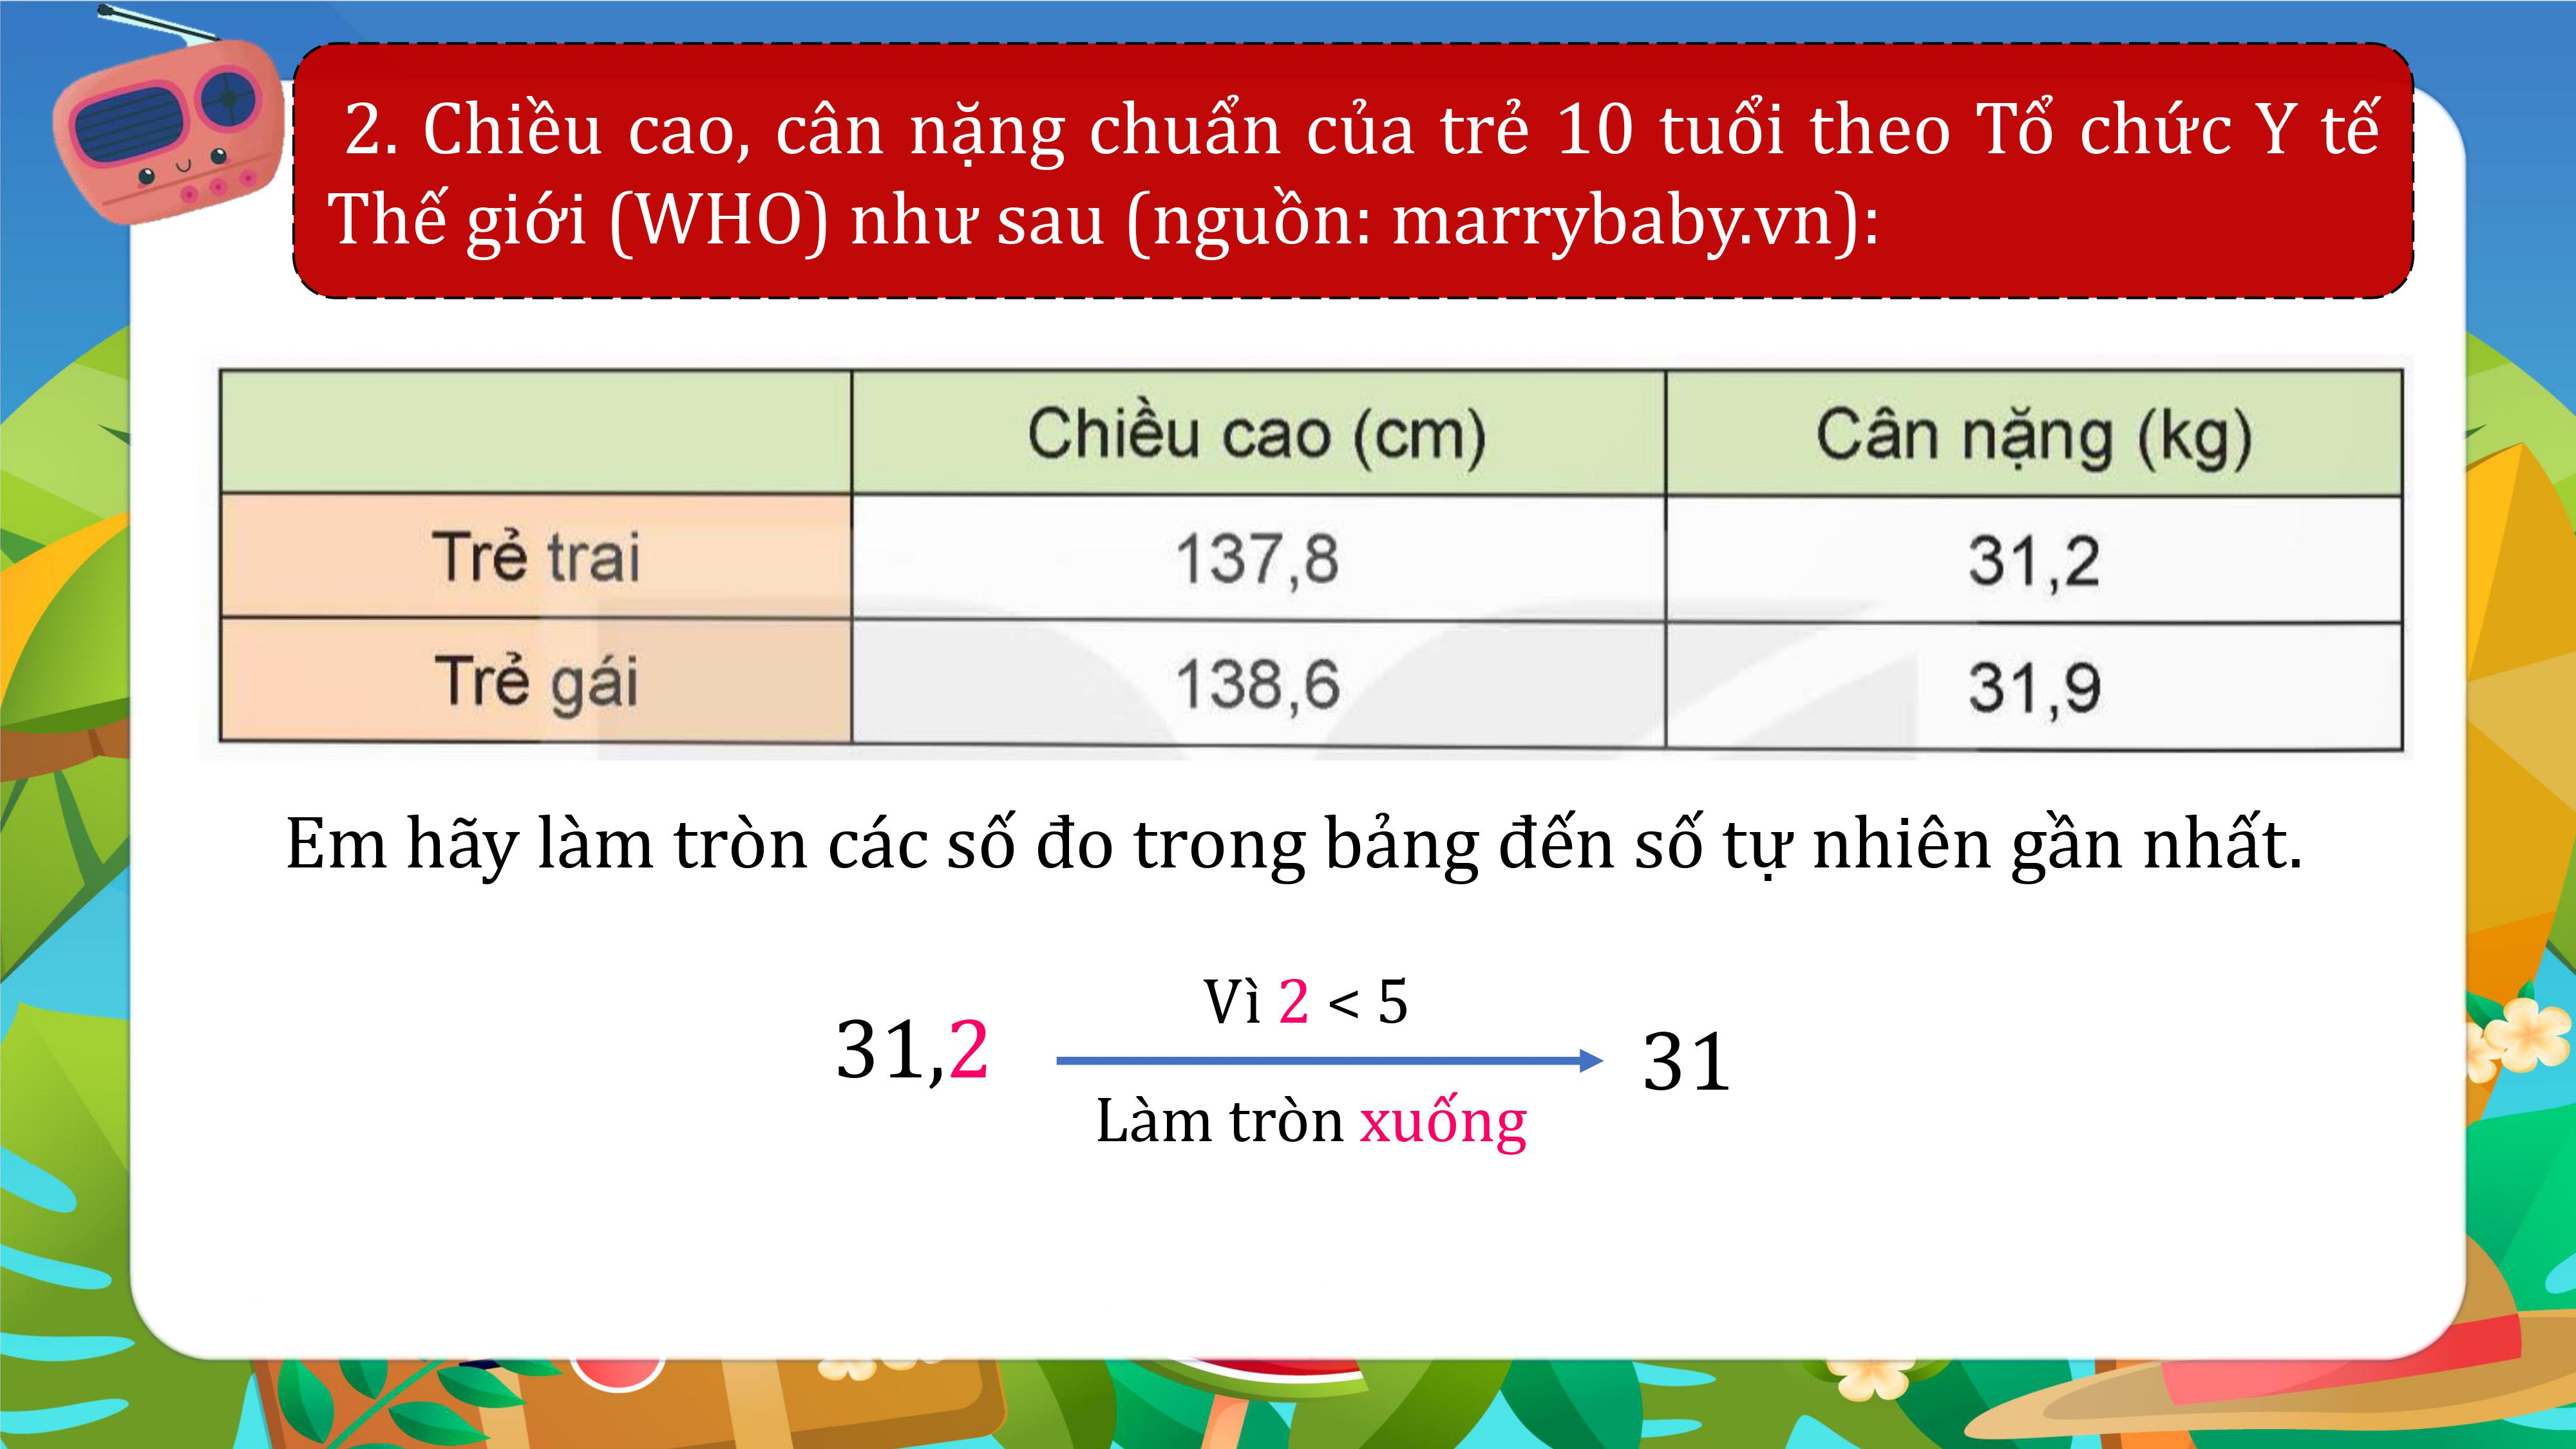 2. Chiều cao, cân nặng chuẩn của trẻ 10 tuổi theo Tổ chức Y tế
Thế giới (WHO) như sau (nguồn: marrybaby.vn):
Chiều cao (cm) Cân nặng (kg)
Trẻ trai 137,8 31,2
Trẻ gái 138,6 31,9
Em hãy làm tròn các số đo trong bảng đến số tự nhiên gần nhất.
Vì 2 < 5
31,2 31
Làm tròn xuống